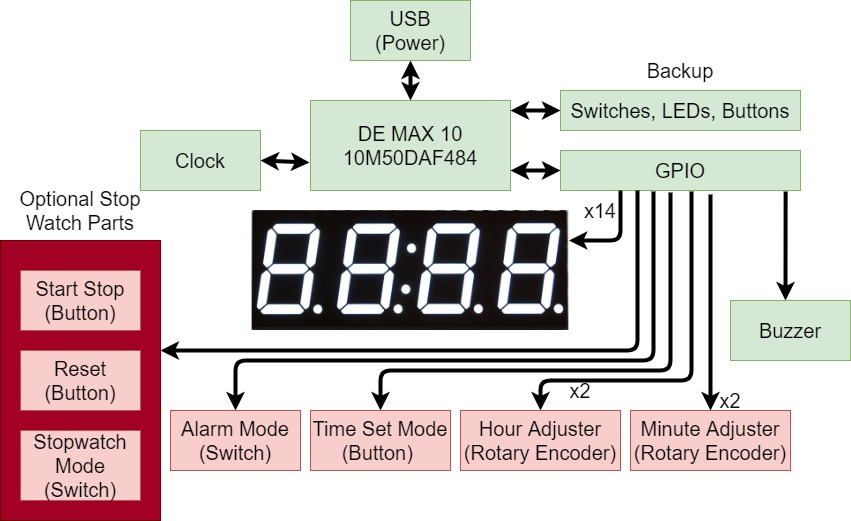 USB
(Power)
Backup
DE MAX 10
10M50DAF484
Switches, LEDs, Buttons
Clock
GPIO
Optional Stop
Watch Parts
x14
88:88
Start Stop
(Button)
Buzzer
Reset
(Button)
x2
x2
Alarm Mode
(Switch)
Time Set Mode
(Button)
Hour Adjuster
(Rotary Encoder)
Minute Adjuster
(Rotary Encoder)
Stopwatch
Mode
(Switch)